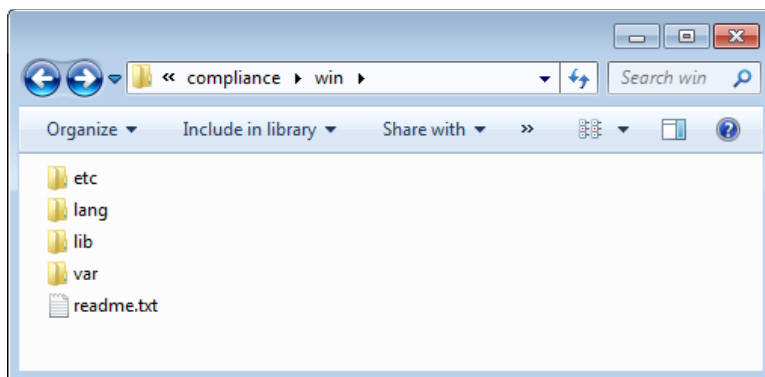 « compliance ▸ win ▸ Search win
Organize Include in library Share with »
etc
lang
lib
var
readme.txt